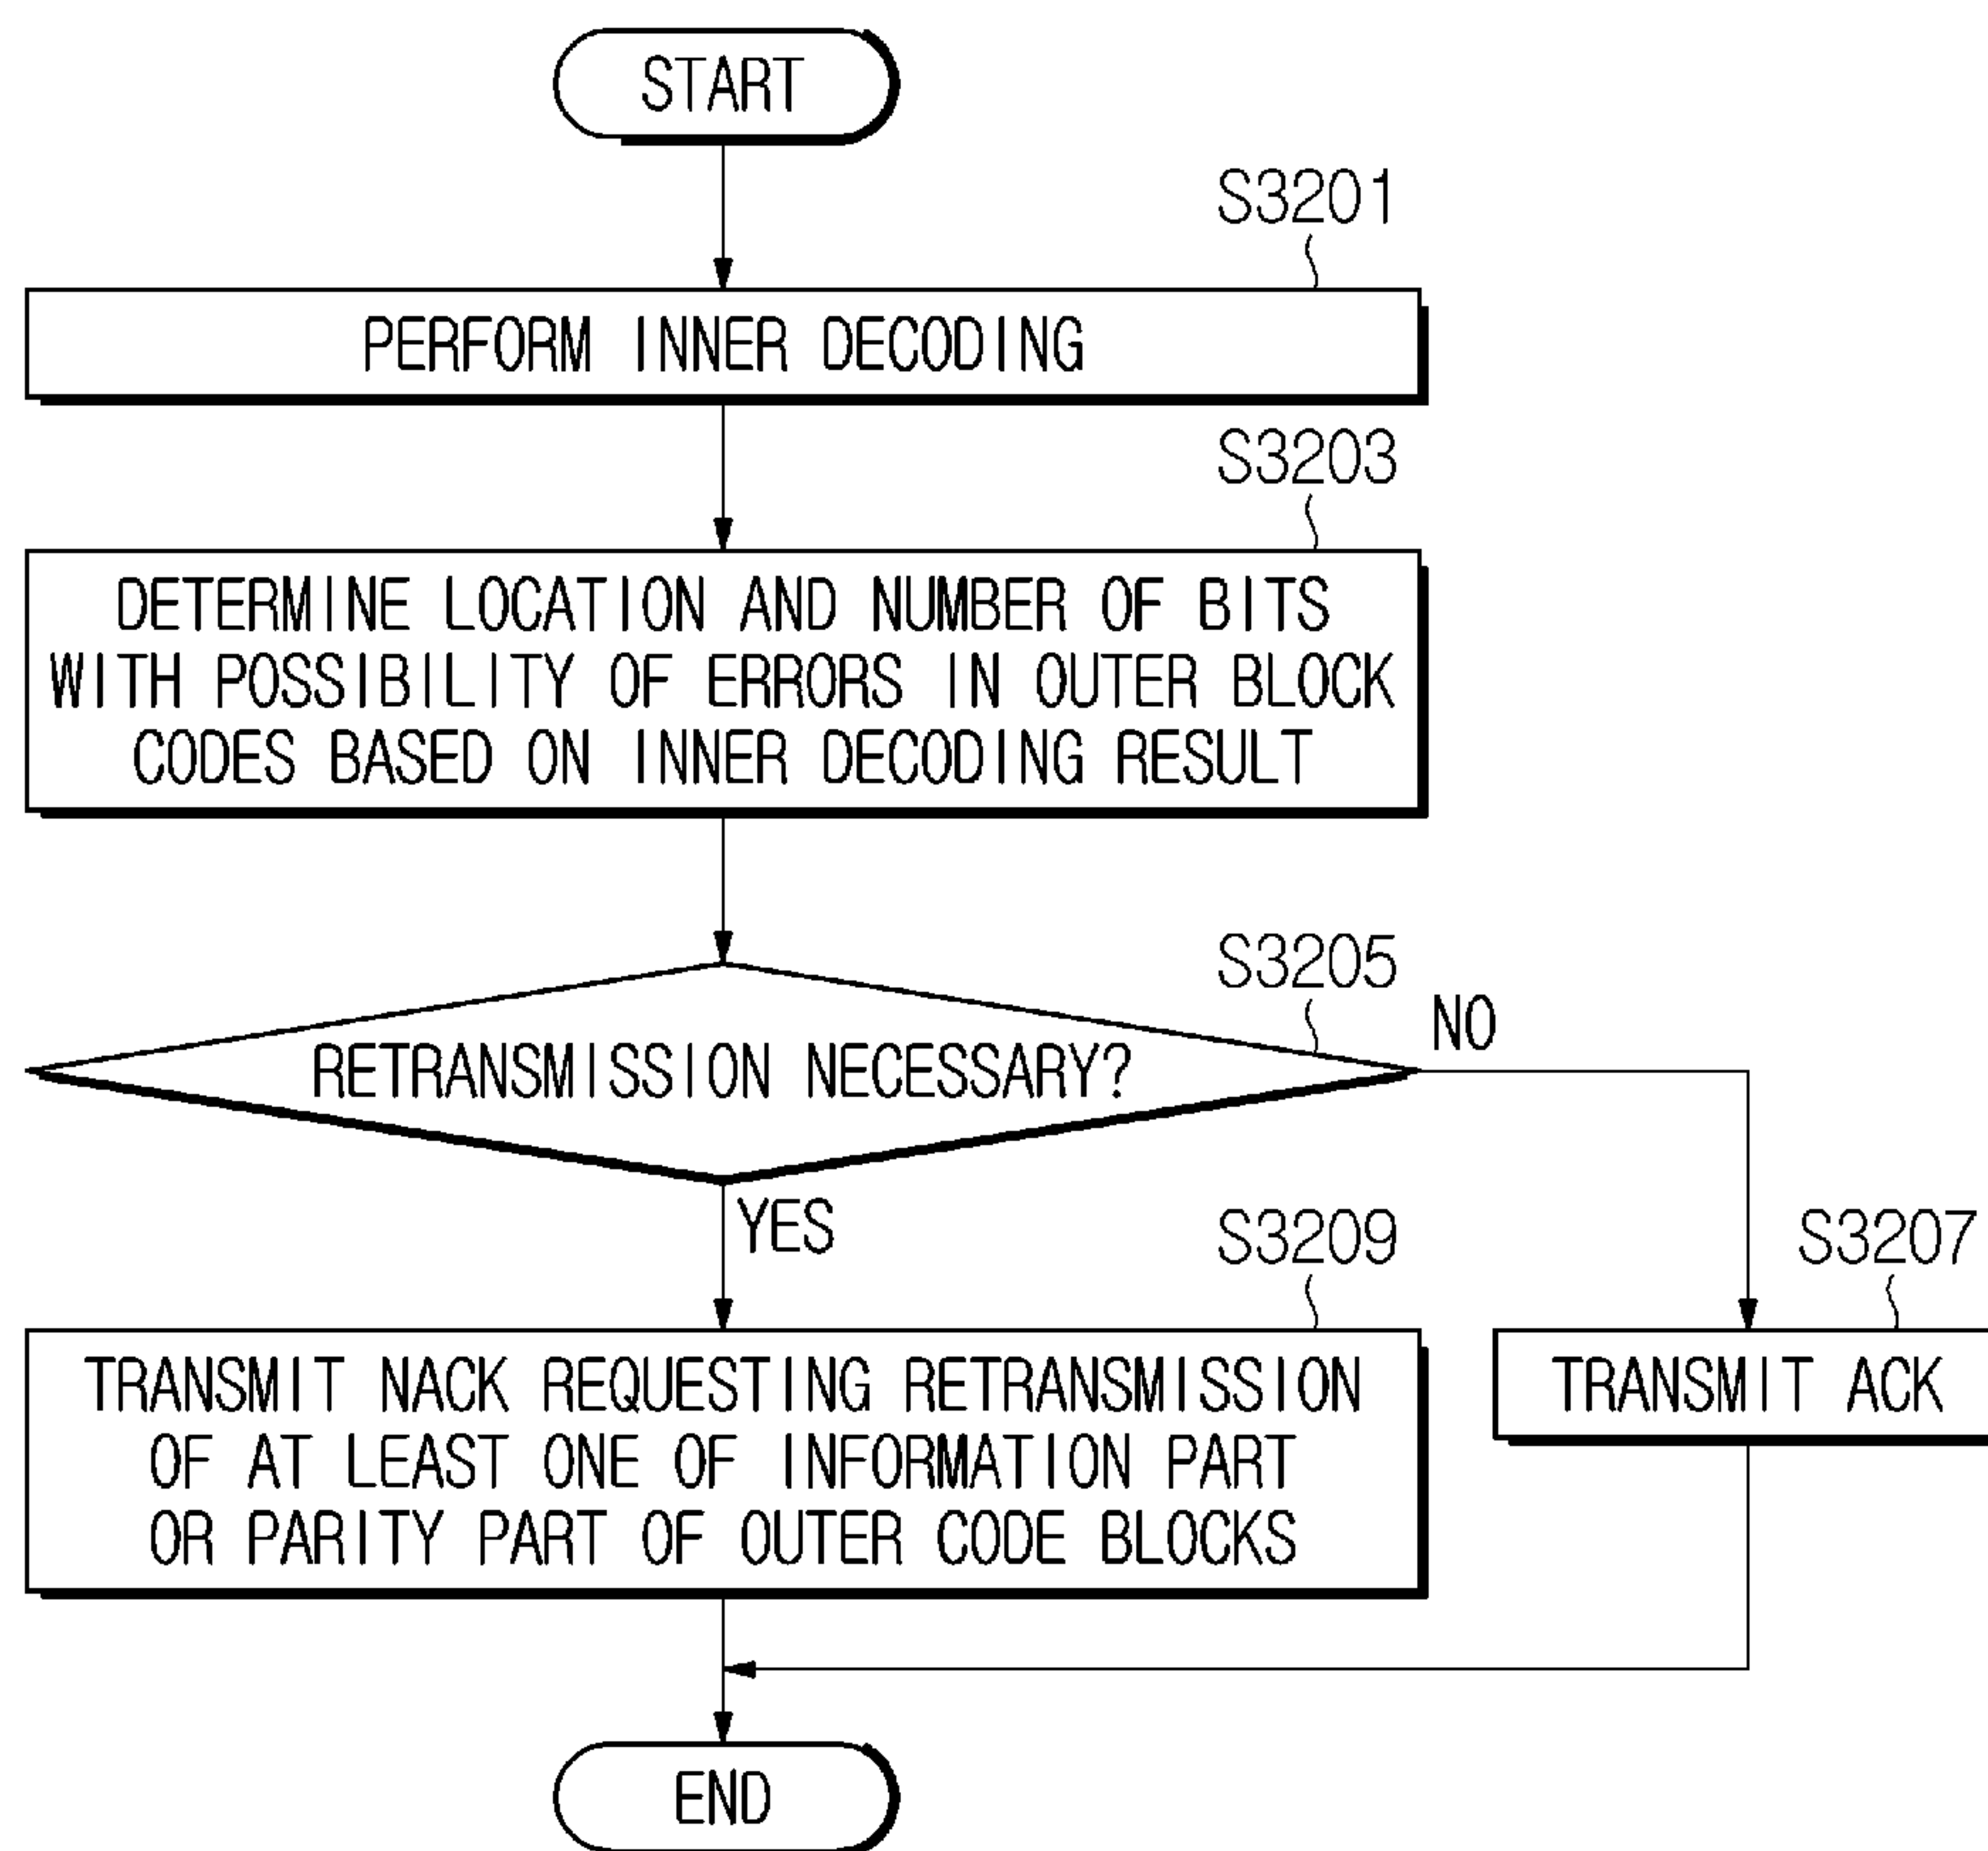 START
S3201
PERFORM INNER DECODING
S3203
DETERMINE LOCATION AND NUMBER OF BITS
WITH POSSIBILITY OF ERRORS IN OUTER BLOCK
CODES BASED ON INNER DECODING RESULT
S3205
NO
RETRANSMISSION NECESSARY?
YES
S3209
S3207
TRANSMIT NACK REQUESTING RETRANSMISSION
OF AT LEAST ONE OF INFORMATION PART
OR PARITY PART OF OUTER CODE BLOCKS
TRANSMIT ACK
END